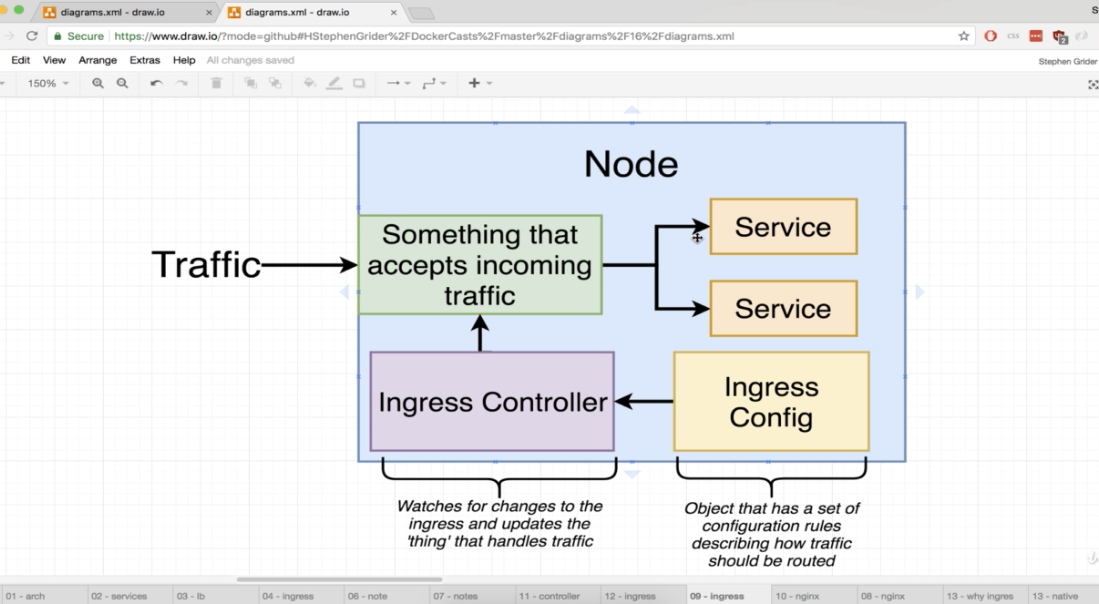 diagrams.xml - draw.io
diagrams.xml - draw.io
Secure
https://www.draw.io/?mode=github#HStephenGrider%2FDockerCasts%2Fmaster%2Fdiagrams%2F16%2Fdiagrams.xml
css
2
Edit View Arrange Extras Help All changes saved
Stephen Grider
150%
Node
Something that
accepts incoming
traffic
Traffic
Service
Service
Ingress Controller
Ingress
Config
Watches for changes to the
ingress and updates the
'thing' that handles traffic
Object that has a set of
configuration rules
describing how traffic
should be routed
01 - arch
02 - services
03 - lb
04 - ingress
06 - note
07 - notes
11 - controller
12 - ingress
09 - ingress
10 - nginx
08 - nginx
13 - why ingres
13 - native